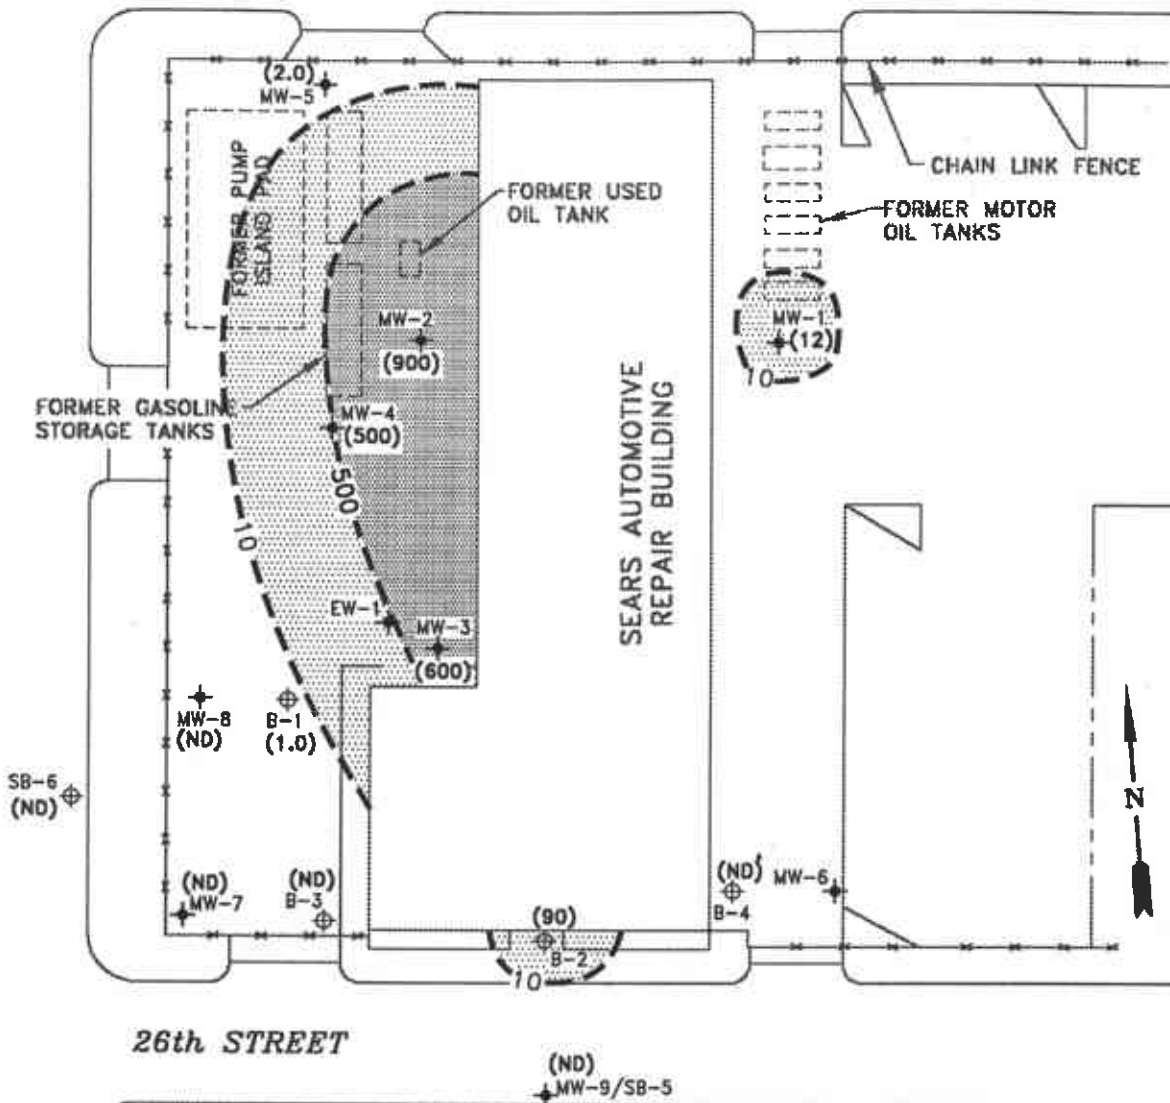 (2.0)
MW-5
FORMER PUMP
ISLAND PAD
FORMER USED
OIL TANK
CHAIN LINK FENCE
FORMER MOTOR
OIL TANKS
MW-2
(900)
MW-1
(12)
10
FORMER GASOLINE
STORAGE TANKS
MW-4
(500)
500
10
SEARS AUTOMOTIVE
REPAIR BUILDING
EW-1
MW-3
(600)
MW-8
(ND)
B-1
(1.0)
SB-6
(ND)
N
(ND)
MW-7
(ND)
B-3
(90)
B-2
10
(ND)
B-4
MW-6
26th STREET
(ND)
MW-9/SB-5